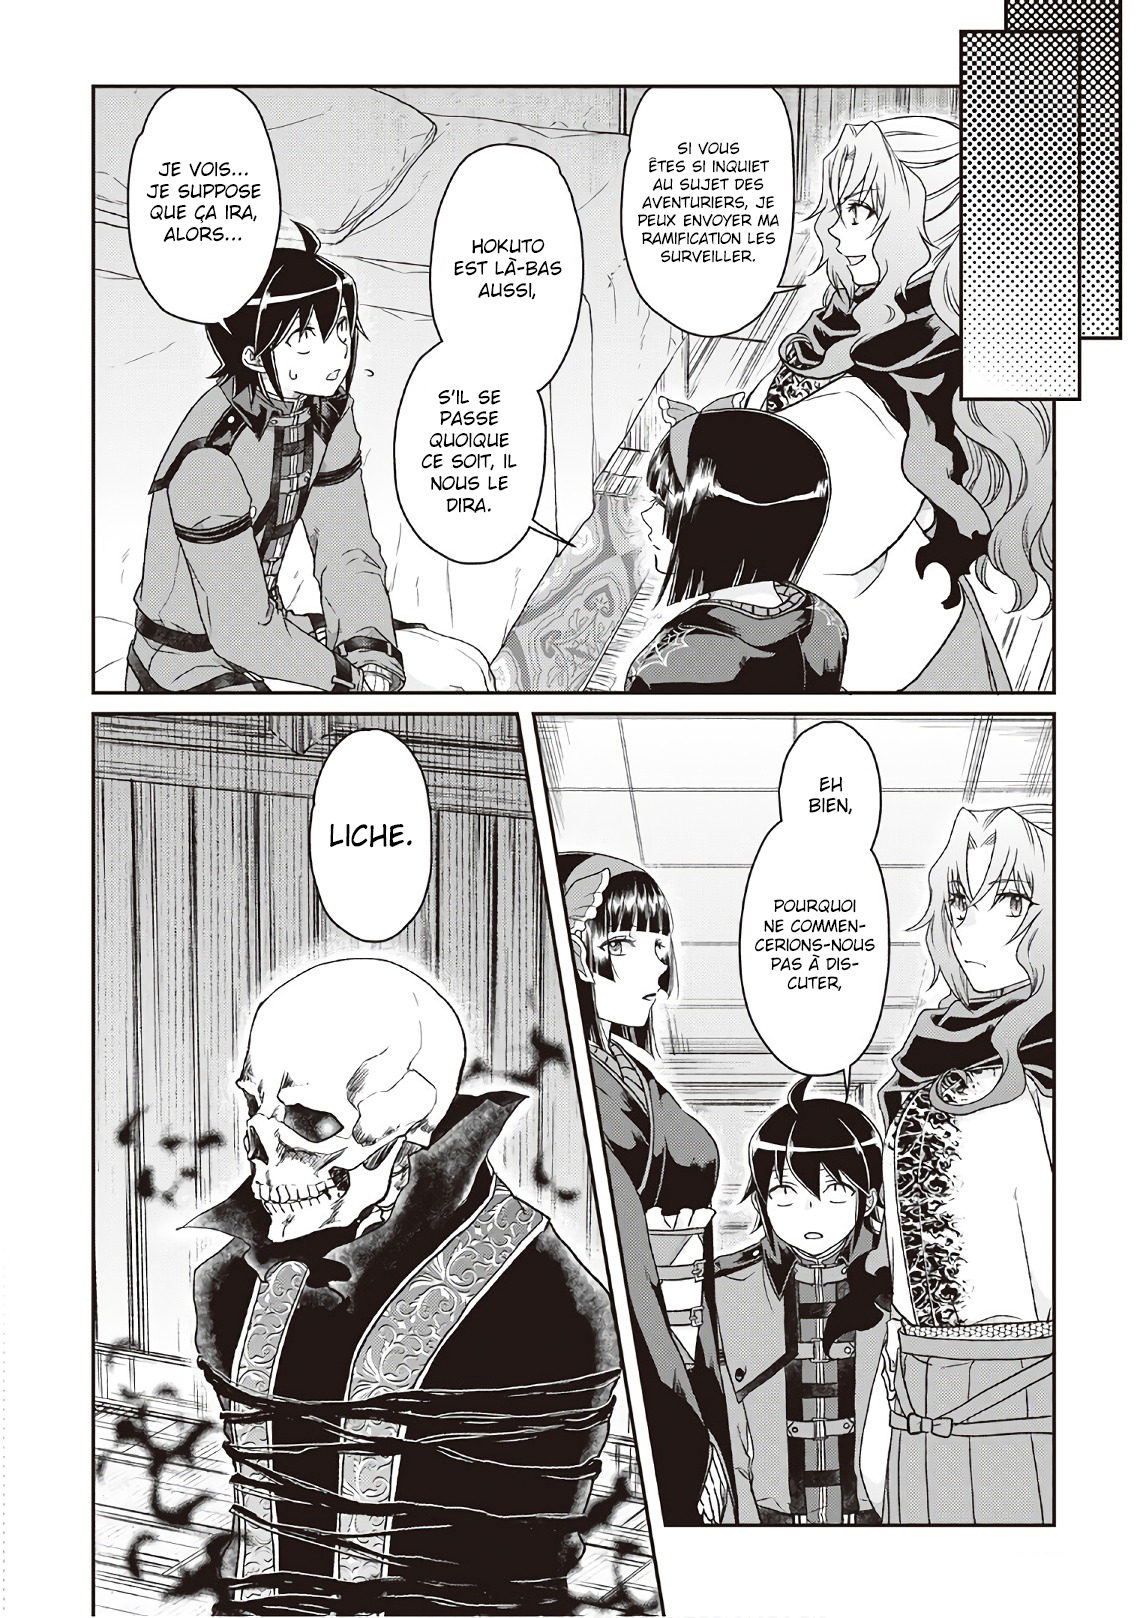 SI VOUS
ÊTES SI INQUIET
AU SUJET DES
AVENTURIERS, JE
PEUX ENVOYER MA
RAMIFICATION LES
SURVEILLER.
HOKUTO
EST LÀ-BAS
AUSSI,
S'IL SE
PASSE
QUOIQUE
CE SOIT, IL
NOUS LE
DIRA.
JE VOIS...
JE SUPPOSE
QUE ÇA IRA,
ALORS...
EH
BIEN,
POURQUOI
NE COMMEN-
CERIONS-NOUS
PAS À DIS-
CUTER,
LICHE.